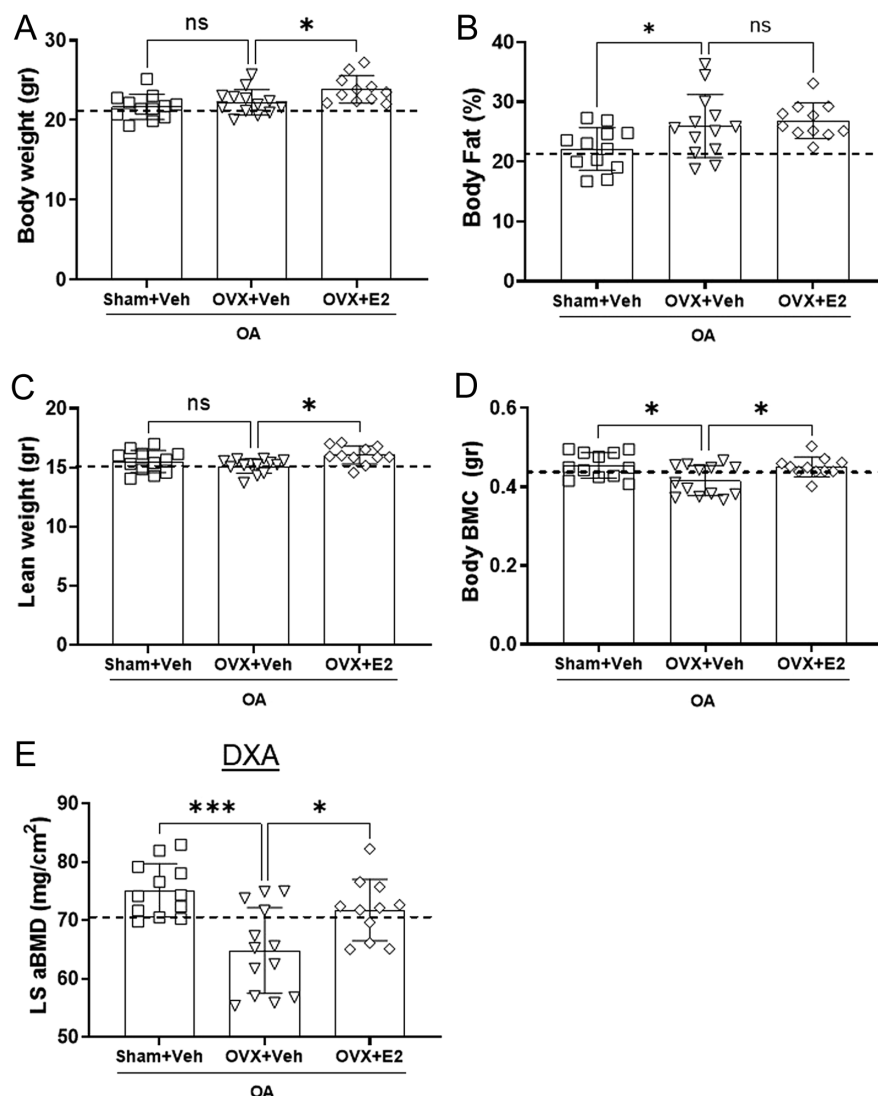 A
ns
*
Body weight (gr)
30
20
10
0
Sham+Veh OVX+Veh OVX+E2
OA
B
*
ns
Body Fat (%)
40
30
20
10
0
Sham+Veh OVX+Veh OVX+E2
OA
C
ns
*
Lean weight (gr)
20
15
10
5
0
Sham+Veh OVX+Veh OVX+E2
OA
D
*
*
Body BMC (gr)
0.6
0.4
0.2
0.0
Sham+Veh OVX+Veh OVX+E2
OA
E
DXA
***
*
LS aBMD (mg/cm²)
90
80
70
60
50
Sham+Veh OVX+Veh OVX+E2
OA